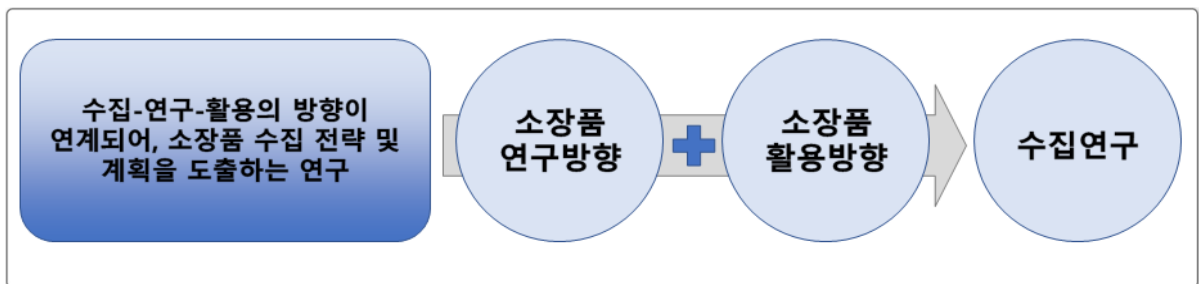 수집-연구-활용의 방향이
연계되어, 소장품 수집 전략 및
계획을 도출하는 연구
소장품
연구방향
소장품
활용방향
수집연구